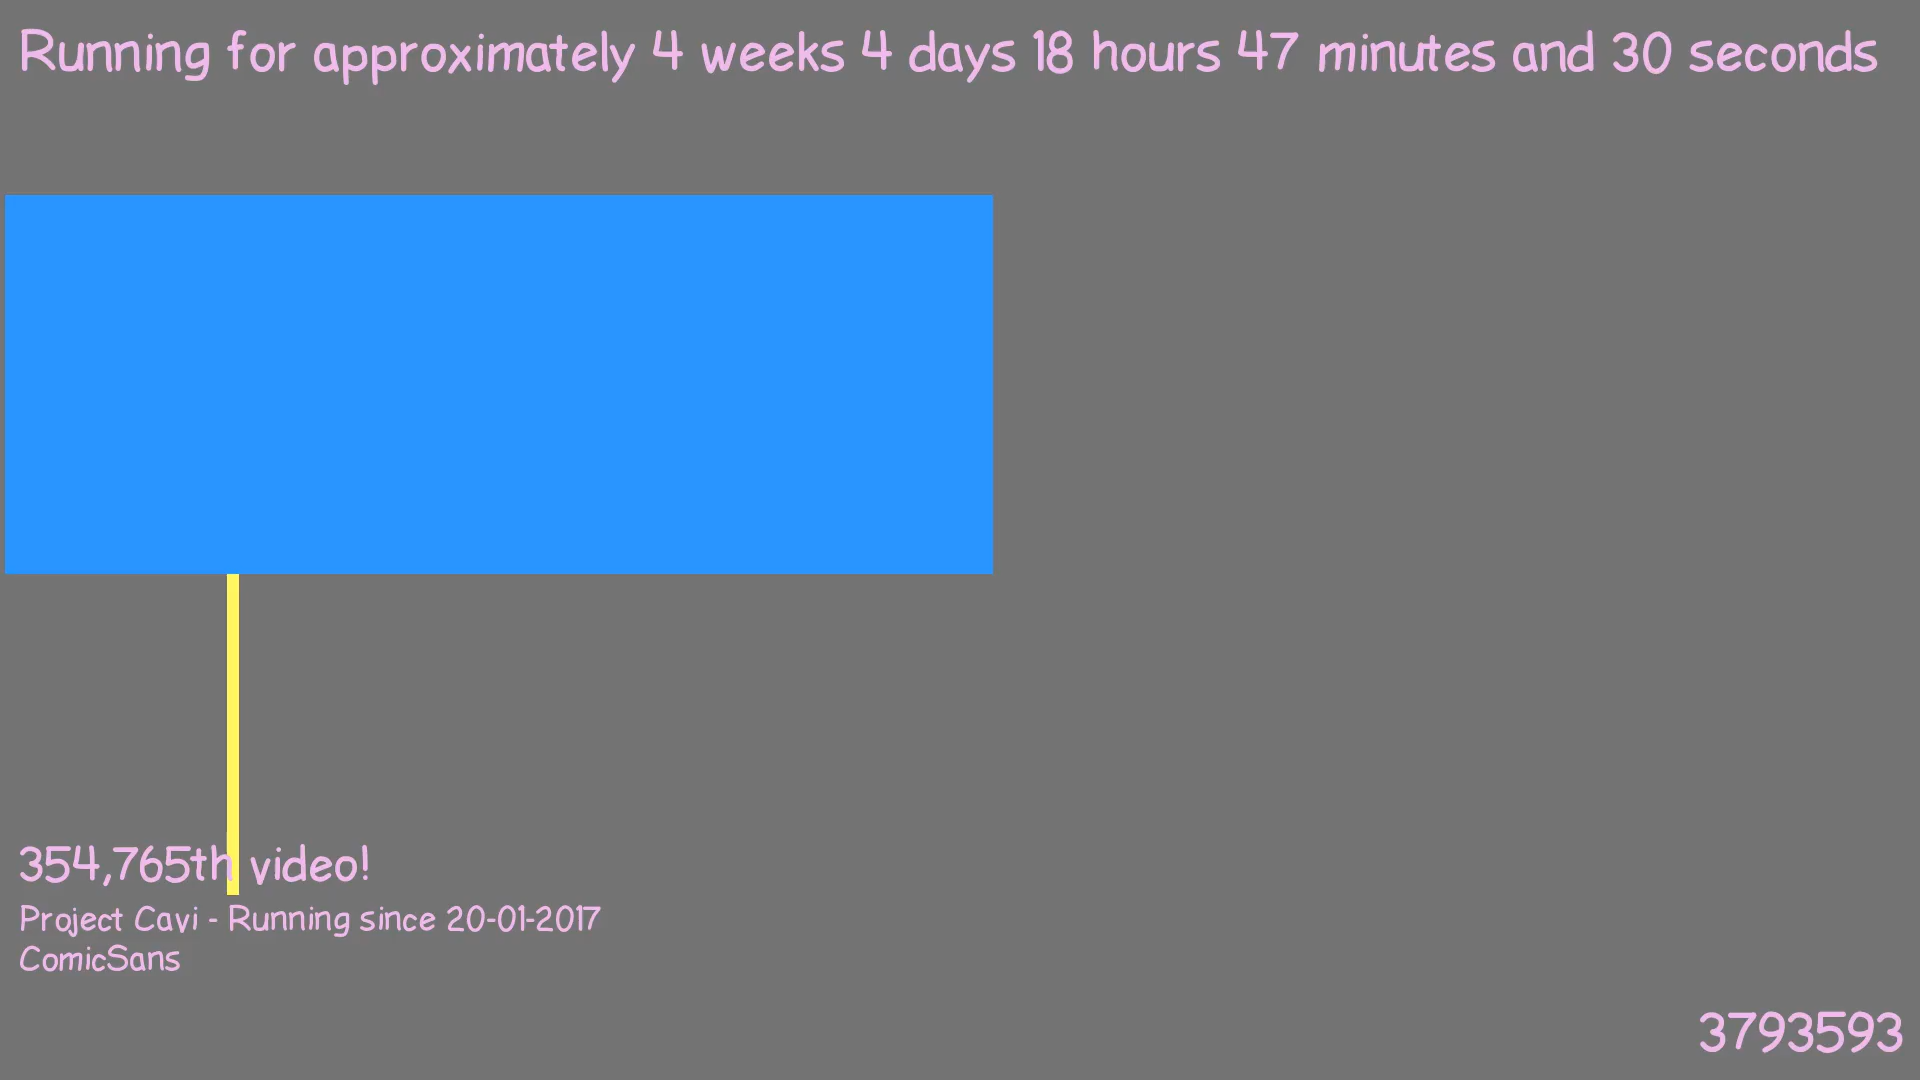 Running for approximately 4 weeks 4 days 18 hours 47 minutes and 30 seconds
354,765th video!
Project Cavi - Running since 20-01-2017
ComicSans
3793593